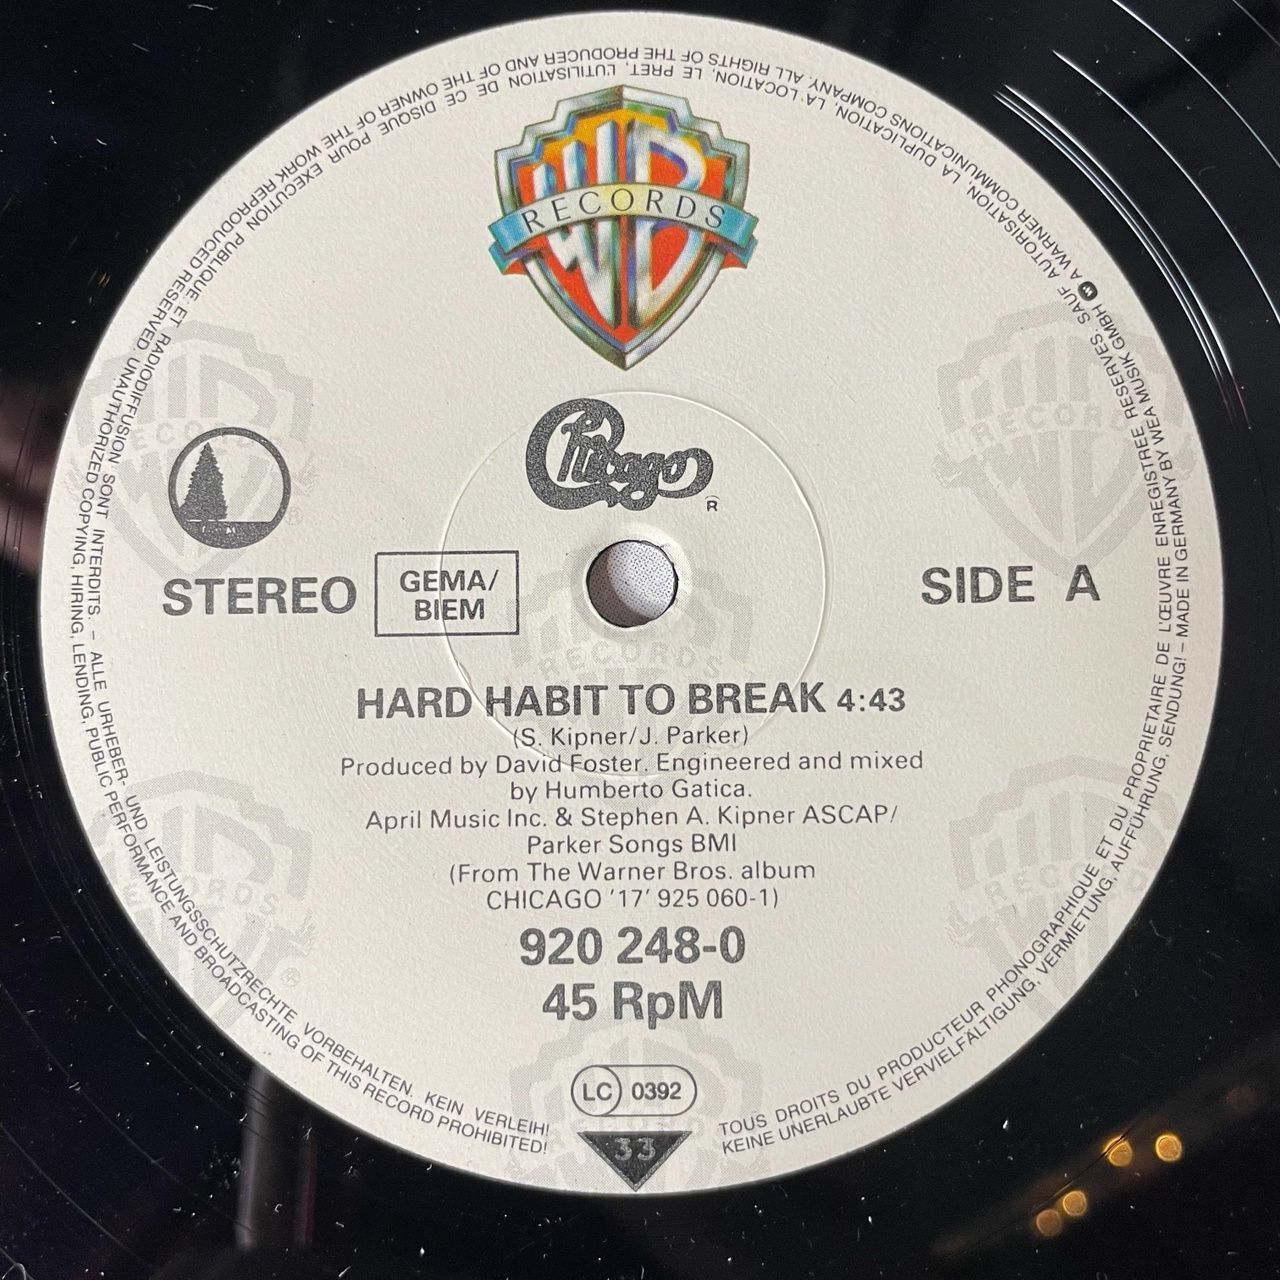 WB
RECORDS
Chicago
R
STEREO
GEMA/
BIEM
SIDE A
HARD HABIT TO BREAK 4:43
(S. Kipner/J. Parker)
Produced by David Foster. Engineered and mixed
by Humberto Gatica.
April Music Inc. & Stephen A. Kipner ASCAP/
Parker Songs BMI
(From The Warner Bros. album
CHICAGO '17' 925 060-1)
920 248-0
45 RpM
LC 0392
33
TOUS DROITS DU PRODUCTEUR PHONOGRAPHIQUE ET DU PROPRIETAIRE DE L'ŒUVRE ENREGISTREE RESERVES. SAUF AUTORISATION, LA DUPLICATION, LA LOCATION, LE PRET, L'UTILISATION DE CE DISQUE POUR EXECUTION PUBLIQUE ET RADIODIFFUSION SONT INTERDITS. – ALLE URHEBER- UND LEISTUNGSSCHUTZRECHTE VORBEHALTEN. KEIN VERLEIH!
KEINE UNERLAUBTE VERVIELFÄLTIGUNG, VERMIETUNG, AUFFÜHRUNG, SENDUNG! – MADE IN GERMANY BY WEA MUSIK GMBH A WARNER COMMUNICATIONS COMPANY. ALL RIGHTS OF THE PRODUCER AND OF THE OWNER OF THE WORK REPRODUCED RESERVED. UNAUTHORIZED COPYING, HIRING, LENDING, PUBLIC PERFORMANCE AND BROADCASTING OF THIS RECORD PROHIBITED!